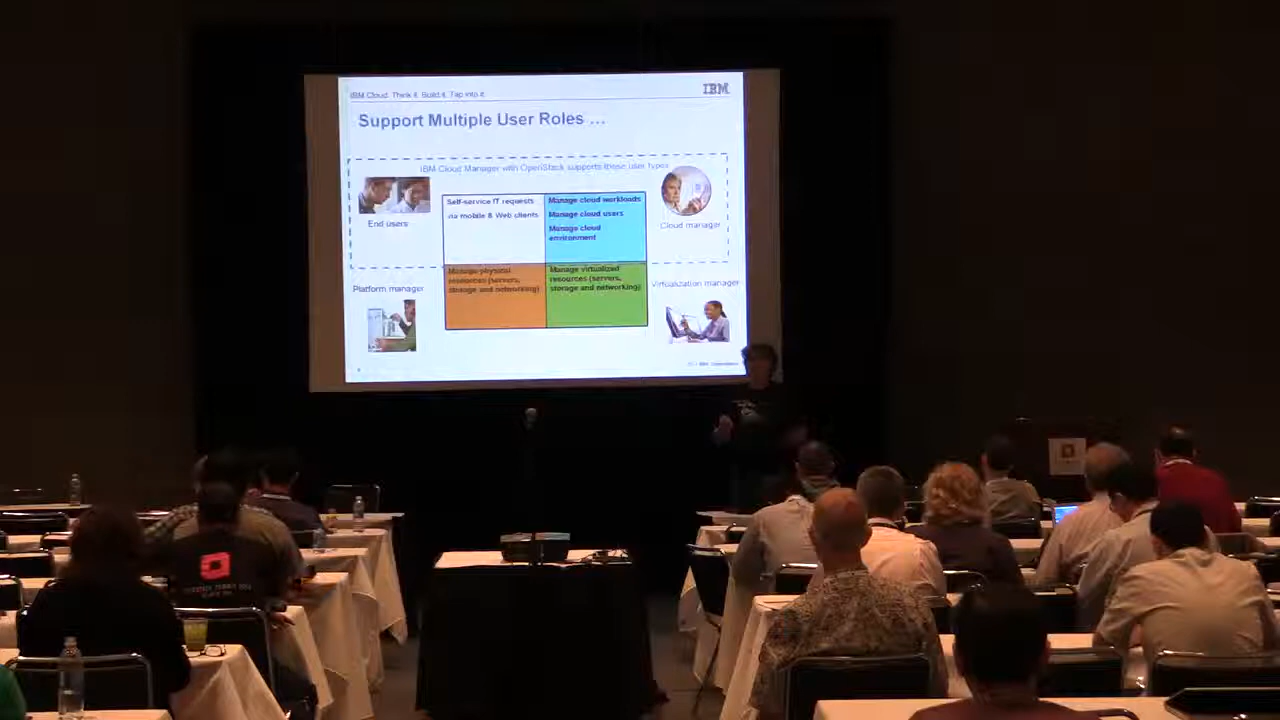 IBM Cloud. Think it. Build it. Tap into it.
IBM
Support Multiple User Roles ...
IBM Cloud Manager with OpenStack supports these user types
End users
Self-service IT requests
via mobile & Web clients
Manage cloud workloads
Manage cloud users
Manage cloud
environment
Cloud manager
Platform manager
Manage physical
resources (servers,
storage and networking)
Manage virtualized
resources (servers,
storage and networking)
Virtualization manager